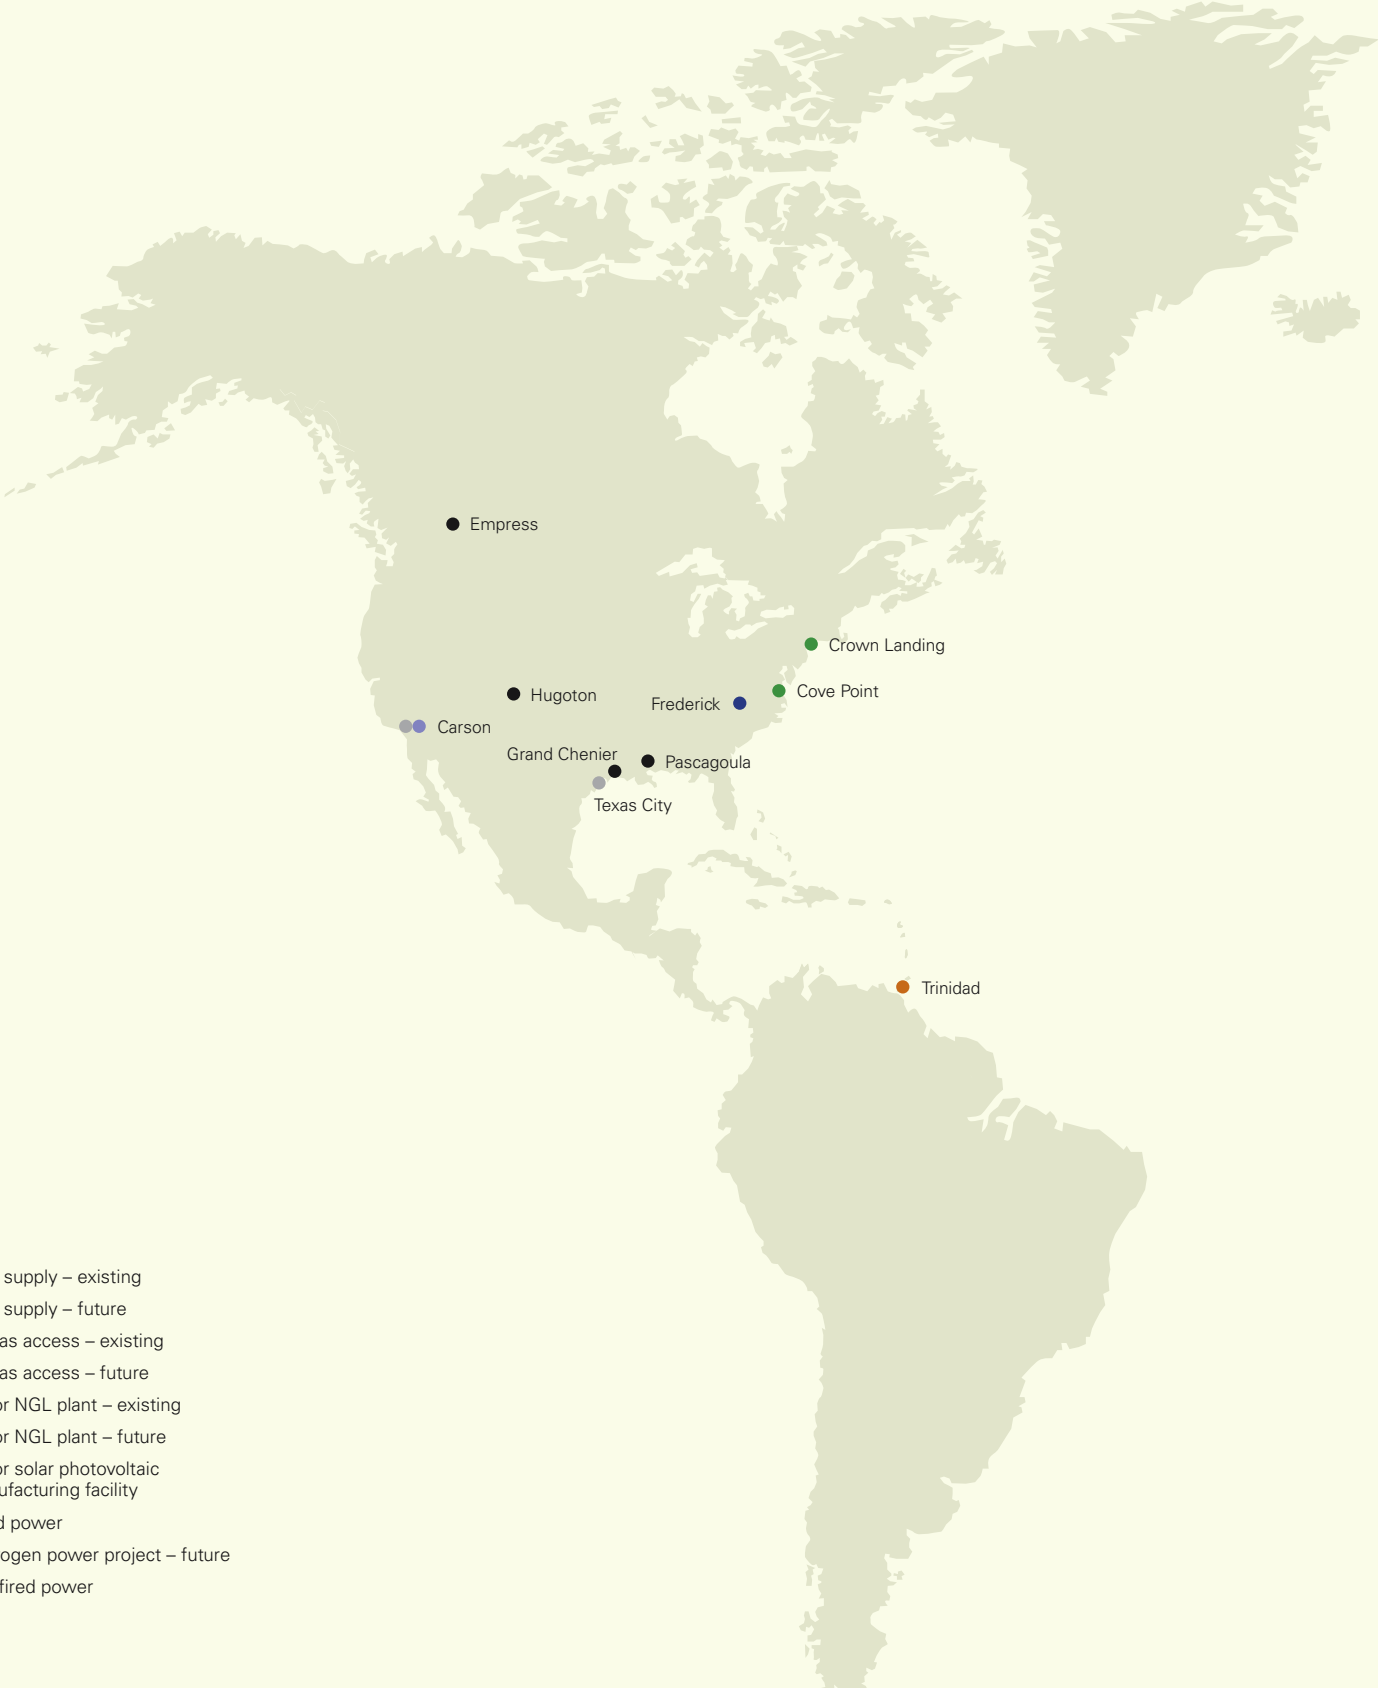 Empress
Crown Landing
Cove Point
Hugoton
Frederick
Carson
Grand Chenier
Pascagoula
Texas City
Trinidad
supply – existing
supply – future
as access – existing
as access – future
or NGL plant – existing
or NGL plant – future
or solar photovoltaic
ufacturing facility
d power
ogen power project – future
fired power